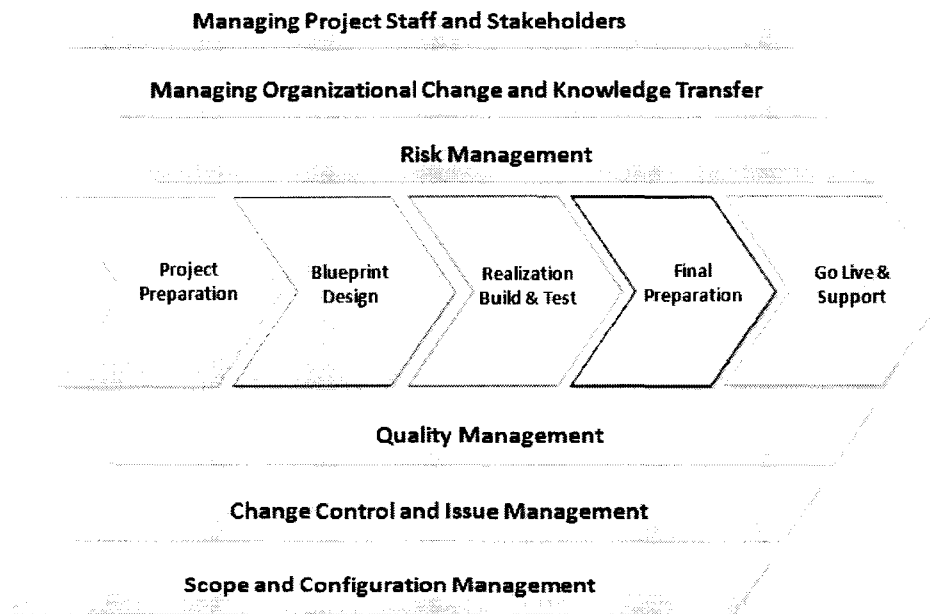 Managing Project Staff and Stakeholders
Managing Organizational Change and Knowledge Transfer
Risk Management
Project
Preparation
Blueprint
Design
Realization
Build & Test
Final
Preparation
Go Live &
Support
Quality Management
Change Control and Issue Management
Scope and Configuration Management